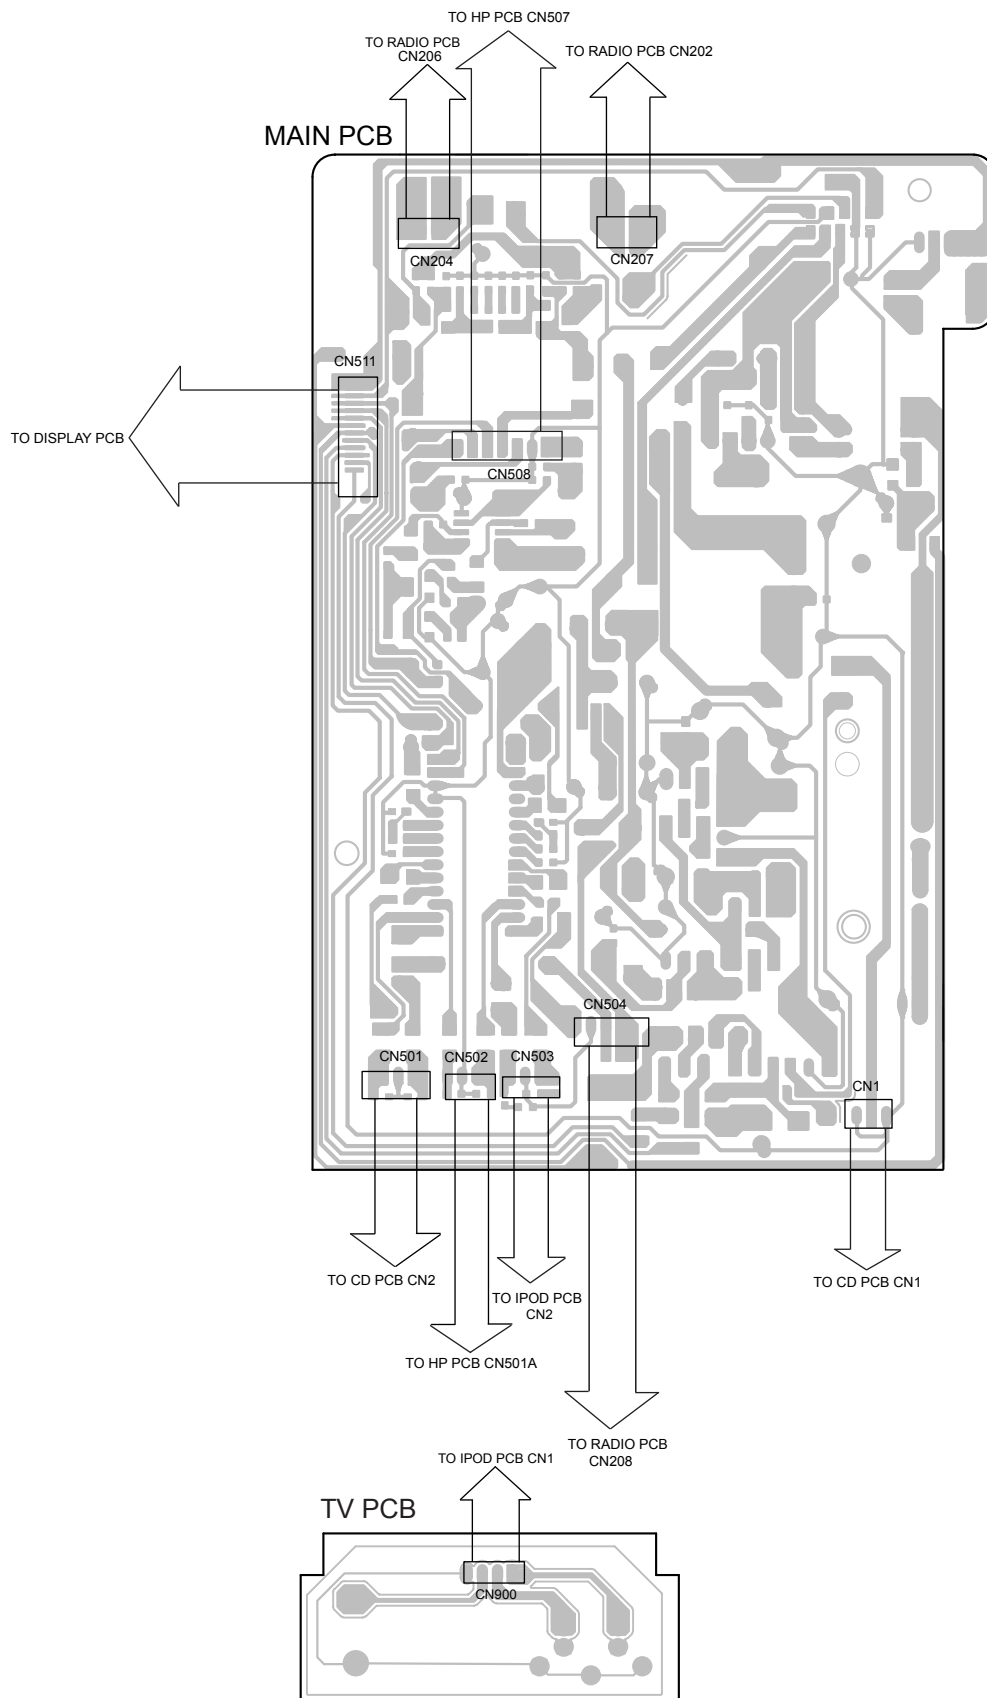 TO HP PCB CN507
TO RADIO PCB
CN206
TO RADIO PCB CN202
MAIN PCB
CN204
CN207
CN511
TO DISPLAY PCB
CN508
CN504
CN501
CN502
CN503
CN1
TO CD PCB CN2
TO IPOD PCB
CN2
TO CD PCB CN1
TO HP PCB CN501A
TO RADIO PCB
CN208
TO IPOD PCB CN1
TV PCB
CN900